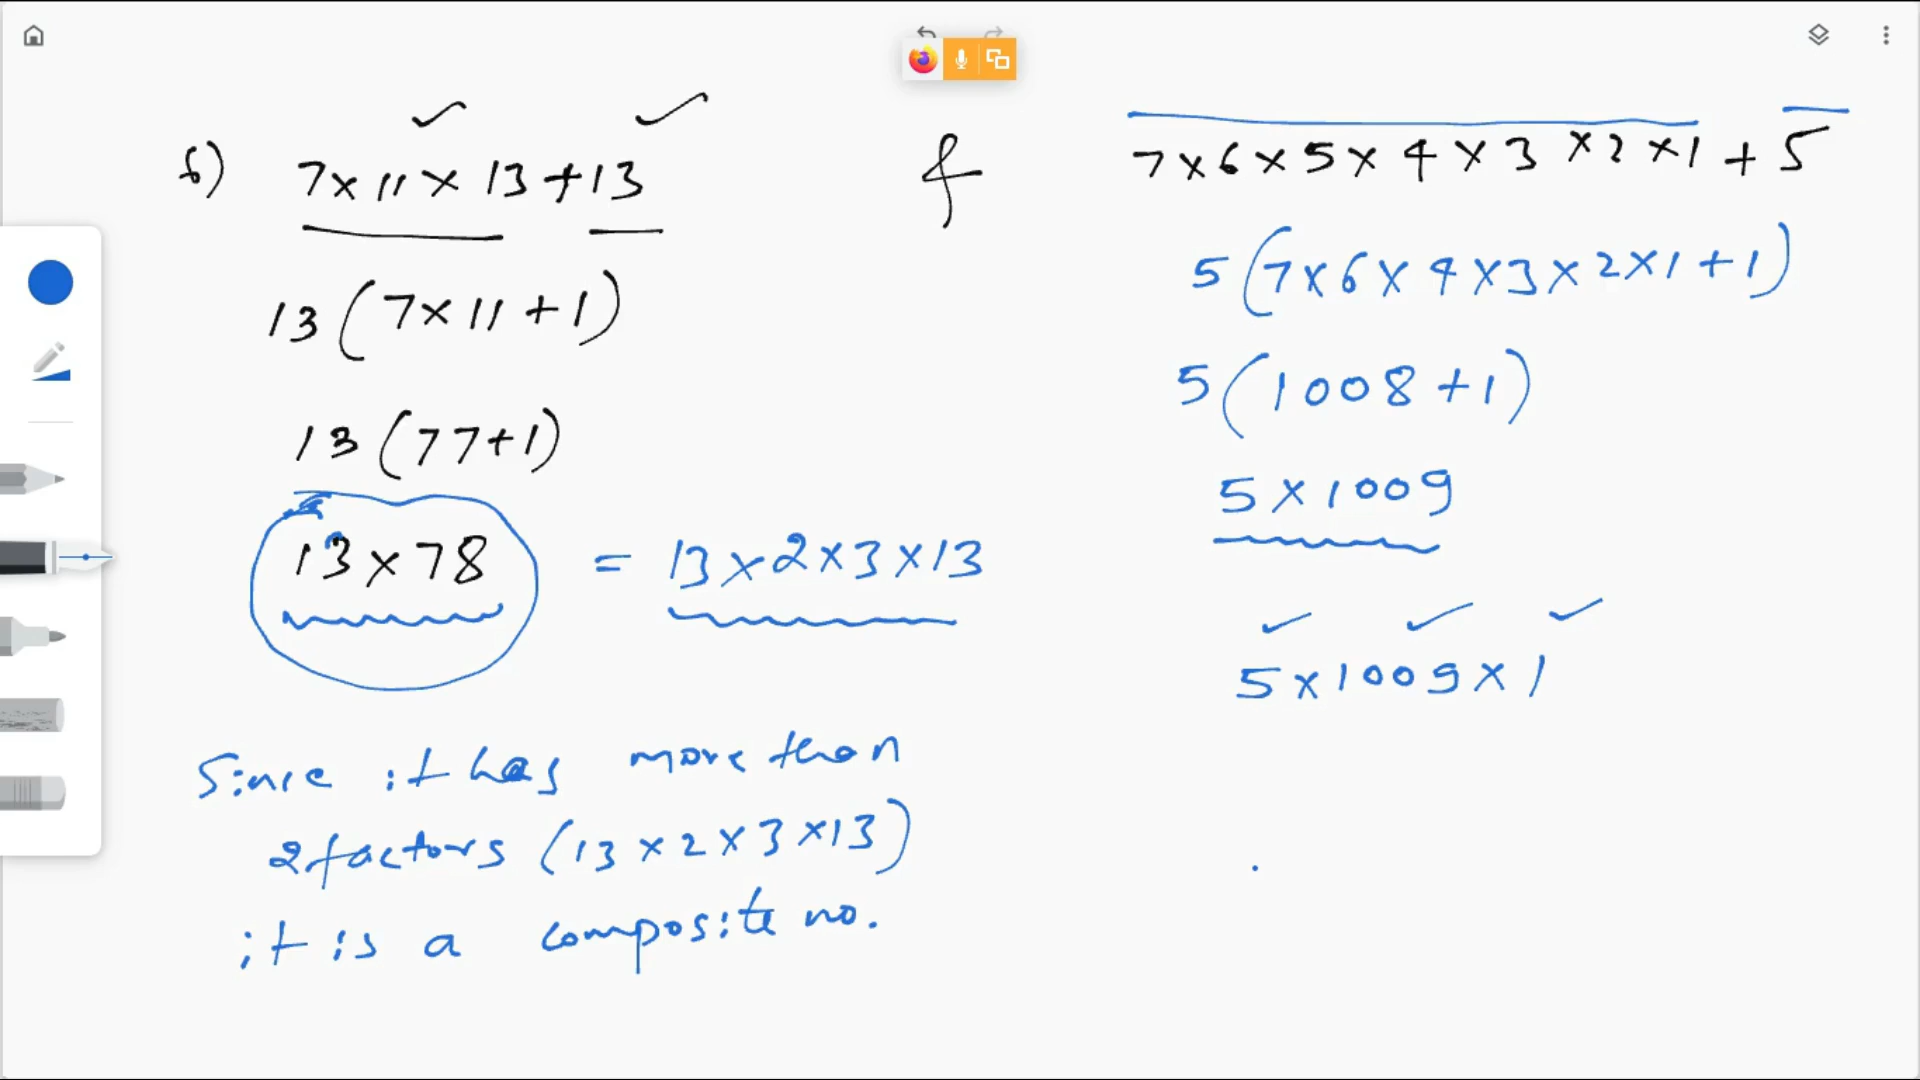 6) 7×11×13+13 & 7×6×5×4×3×2×1+5
13(7×11+1)
13(77+1)
13×78 = 13×2×3×13
Since it has more than
2 factors (13×2×3×13)
it is a composite no.
5(7×6×4×3×2×1+1)
5(1008+1)
5×1009
5×1009×1